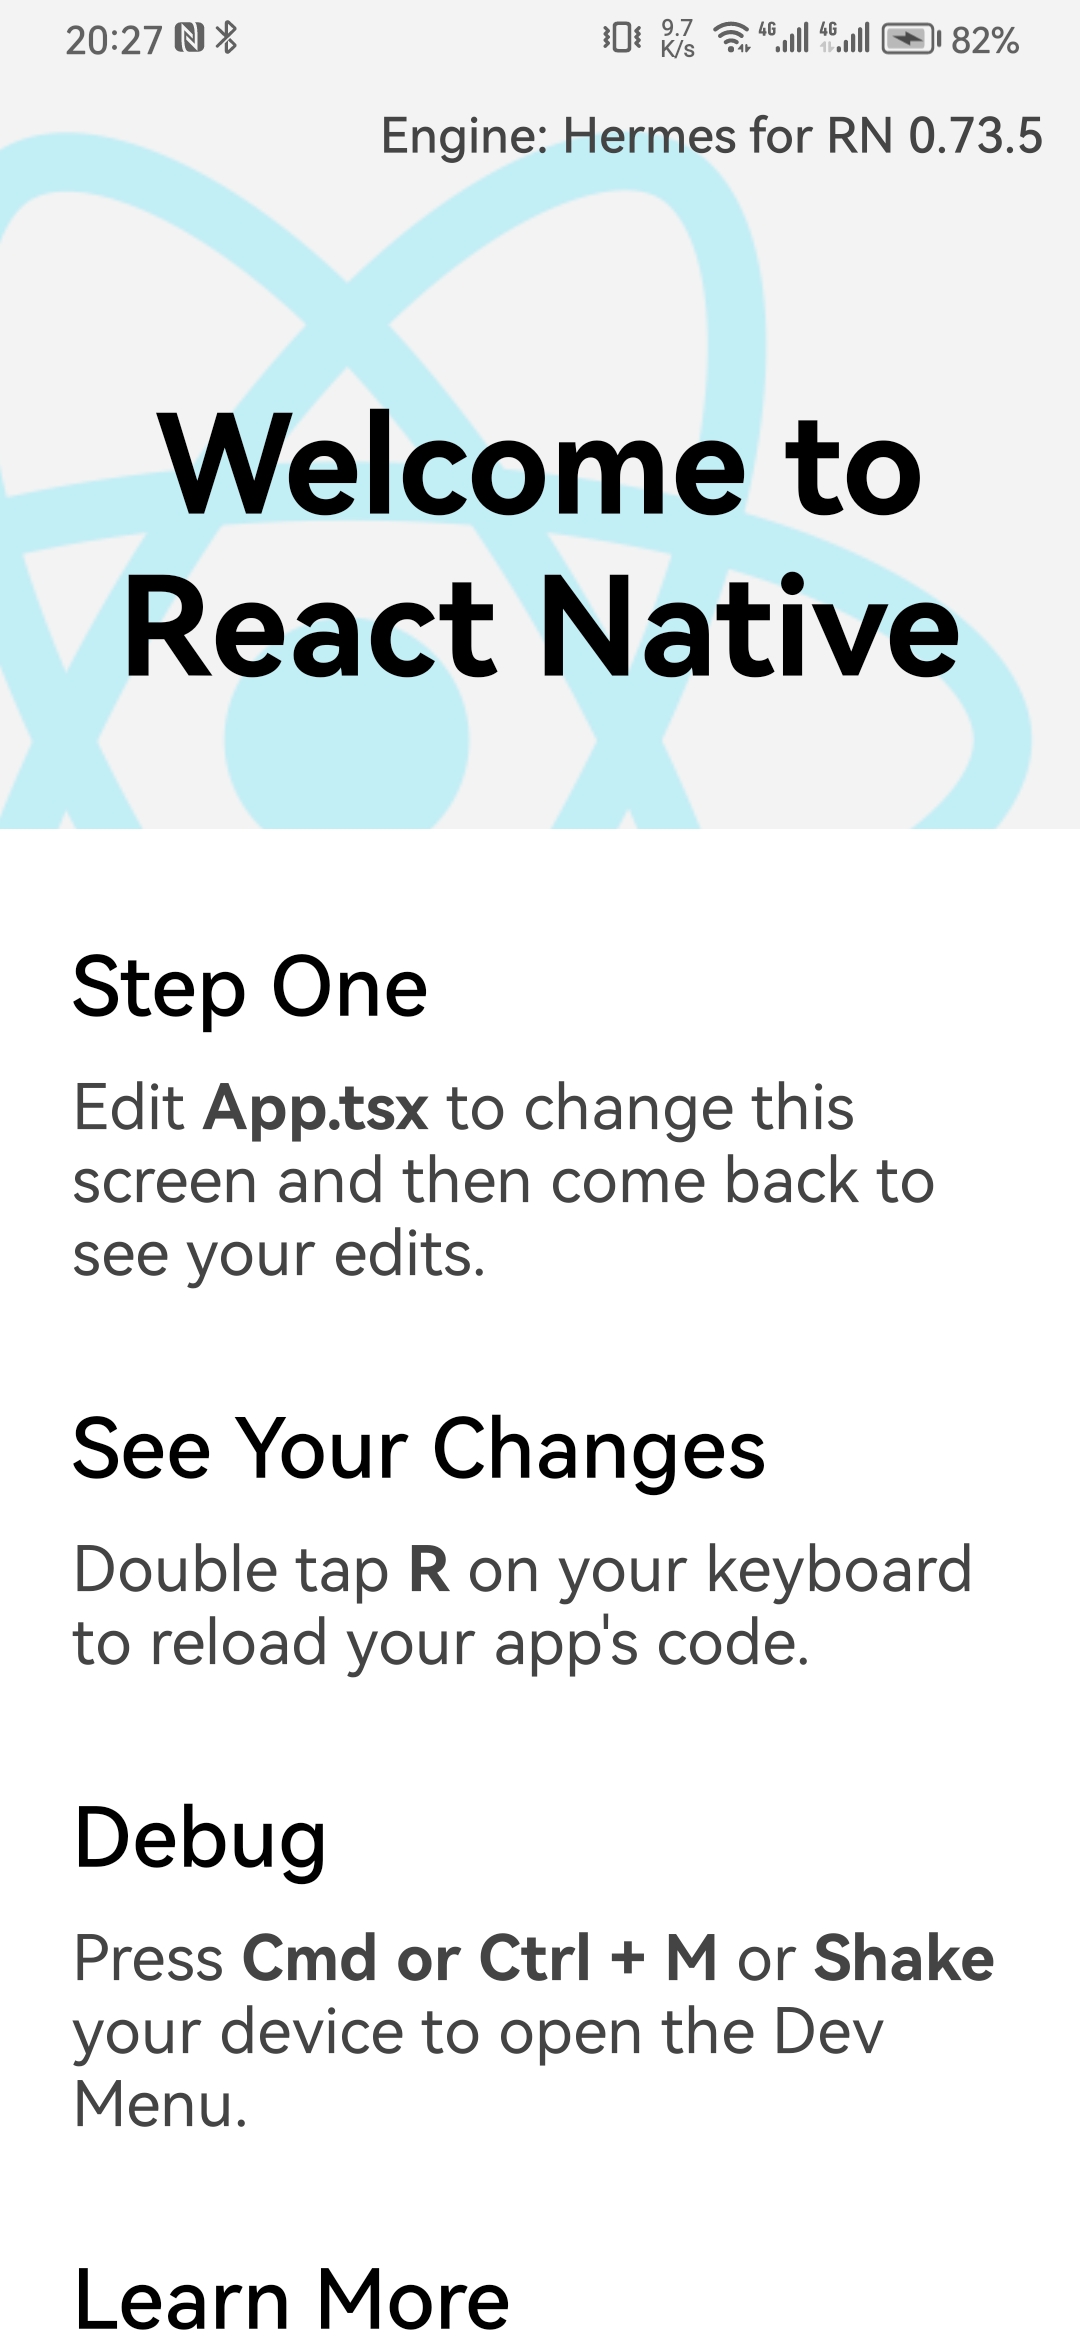 20:27
9.7 K/s 4G 4G 82%
Engine: Hermes for RN 0.73.5
Welcome to
React Native
Step One
Edit App.tsx to change this
screen and then come back to
see your edits.
See Your Changes
Double tap R on your keyboard
to reload your app's code.
Debug
Press Cmd or Ctrl + M or Shake
your device to open the Dev
Menu.
Learn More